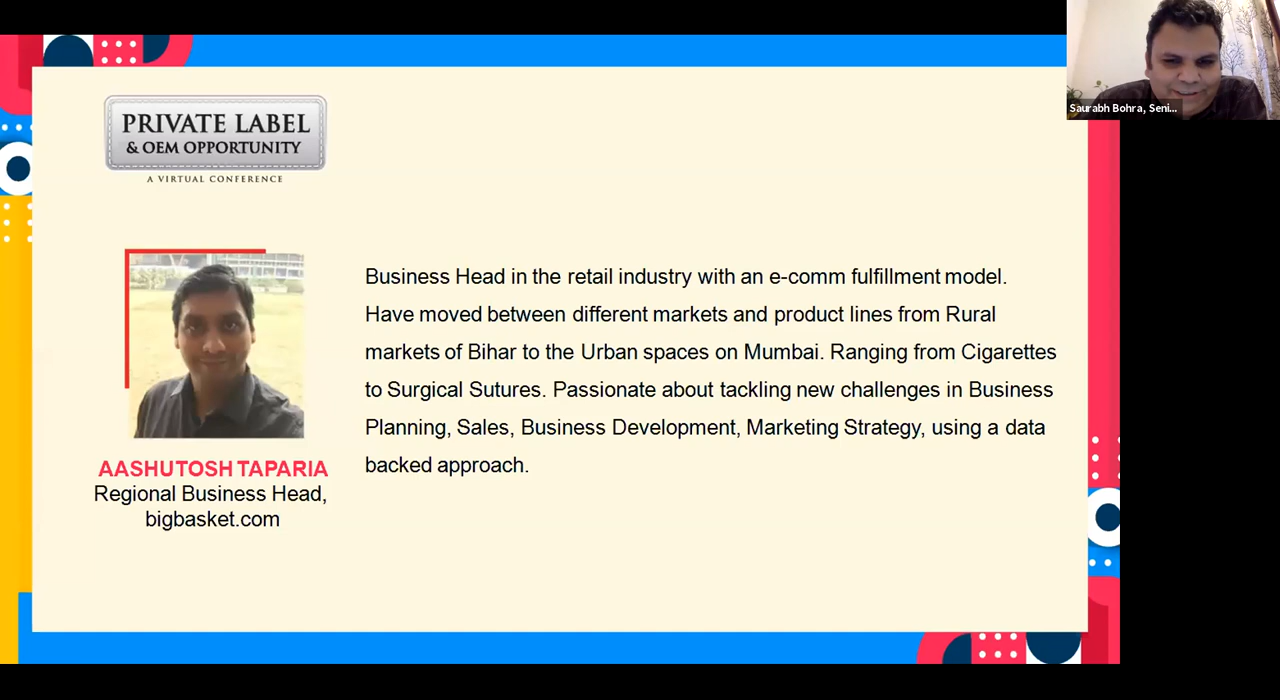 PRIVATE LABEL
& OEM OPPORTUNITY
A VIRTUAL CONFERENCE
Saurabh Bohra, Seni...
Business Head in the retail industry with an e-comm fulfillment model.
Have moved between different markets and product lines from Rural
markets of Bihar to the Urban spaces on Mumbai. Ranging from Cigarettes
to Surgical Sutures. Passionate about tackling new challenges in Business
Planning, Sales, Business Development, Marketing Strategy, using a data
backed approach.
AASHUTOSH TAPARIA
Regional Business Head,
bigbasket.com